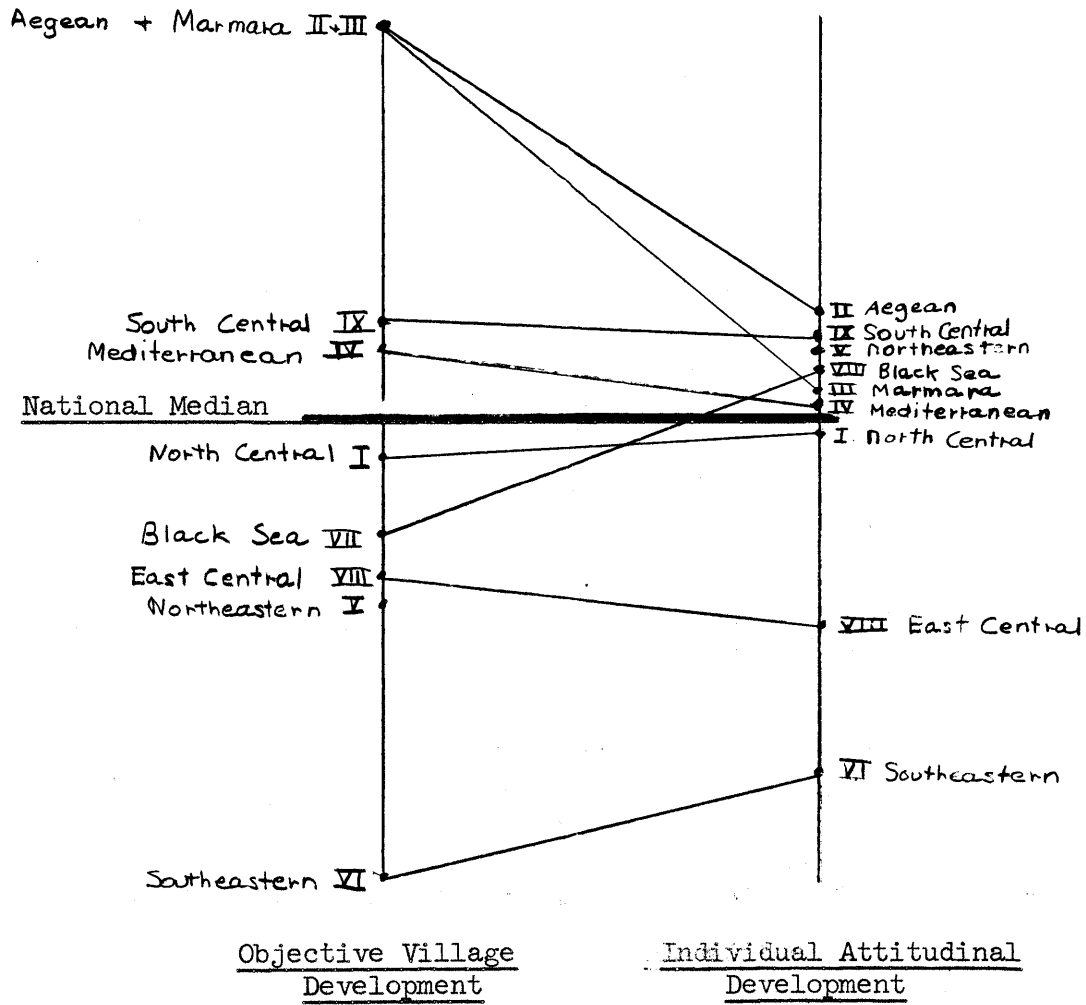 Aegean + Marmara II+III
South Central IX
Mediterranean IV
National Median
North Central I
Black Sea VII
East Central VIII
Northeastern V
Southeastern VI
II Aegean
IX South Central
V Northeastern
VIII Black Sea
III Marmara
IV Mediterranean
I. North Central
VIII East Central
VI Southeastern
Objective Village
Development
Individual Attitudinal
Development